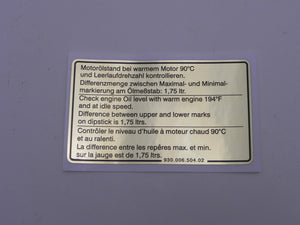 Motorölstand bei warmem Motor 90°C
und Leerlaufdrehzahl kontrollieren.
Differenzmenge zwischen Maximal- und Minimal-
markierung am Ölmeßstab: 1,75 ltr.
Check engine Oil level with warm engine 194°F
and at idle speed.
Difference between upper and lower marks
on dipstick is 1,75 ltrs.
Contrôler le niveau d'huile à moteur chaud 90°C
et au ralenti.
La difference entre les repéres max. et min.
sur la jauge est de 1,75 ltrs.
930.006.504.02